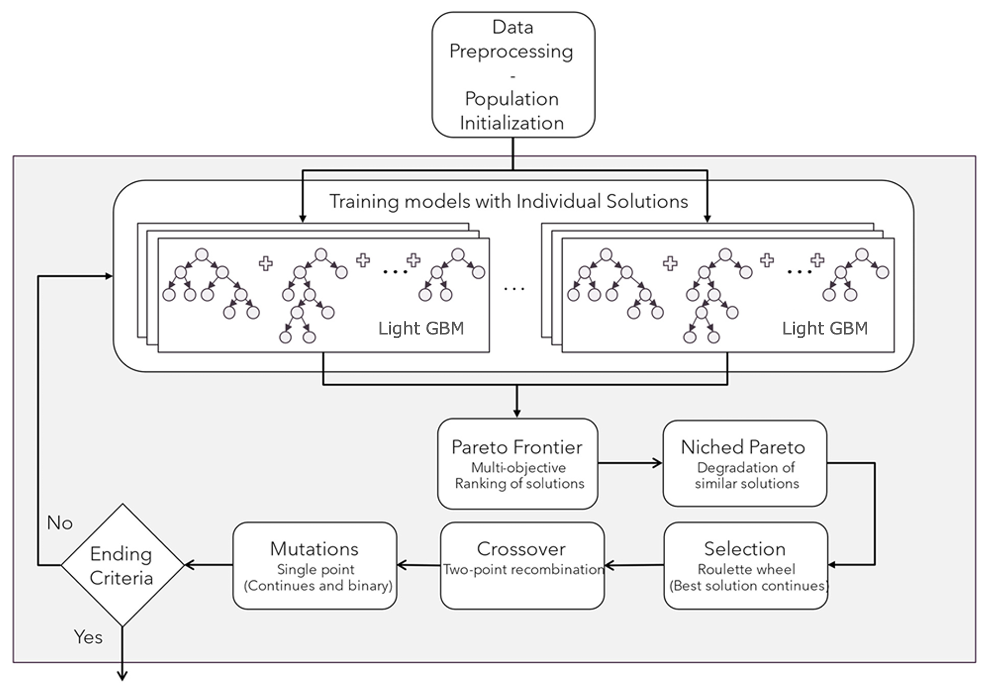 Data
Preprocessing
-
Population
Initialization
Training models with Individual Solutions
Light GBM
...
Light GBM
Pareto Frontier
Multi-objective
Ranking of solutions
Niched Pareto
Degradation of
similar solutions
Selection
Roulette wheel
(Best solution continues)
Crossover
Two-point recombination
Mutations
Single point
(Continues and binary)
Ending
Criteria
No
Yes